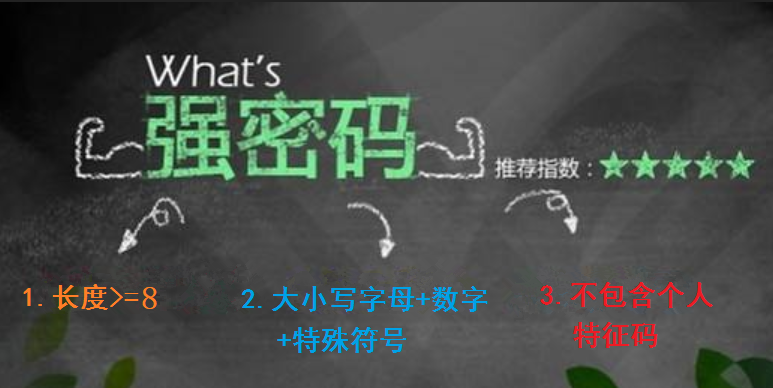 What's
强密码
推荐指数：
1.长度>=8
2.大小写字母+数字
+特殊符号
3.不包含个人
特征码